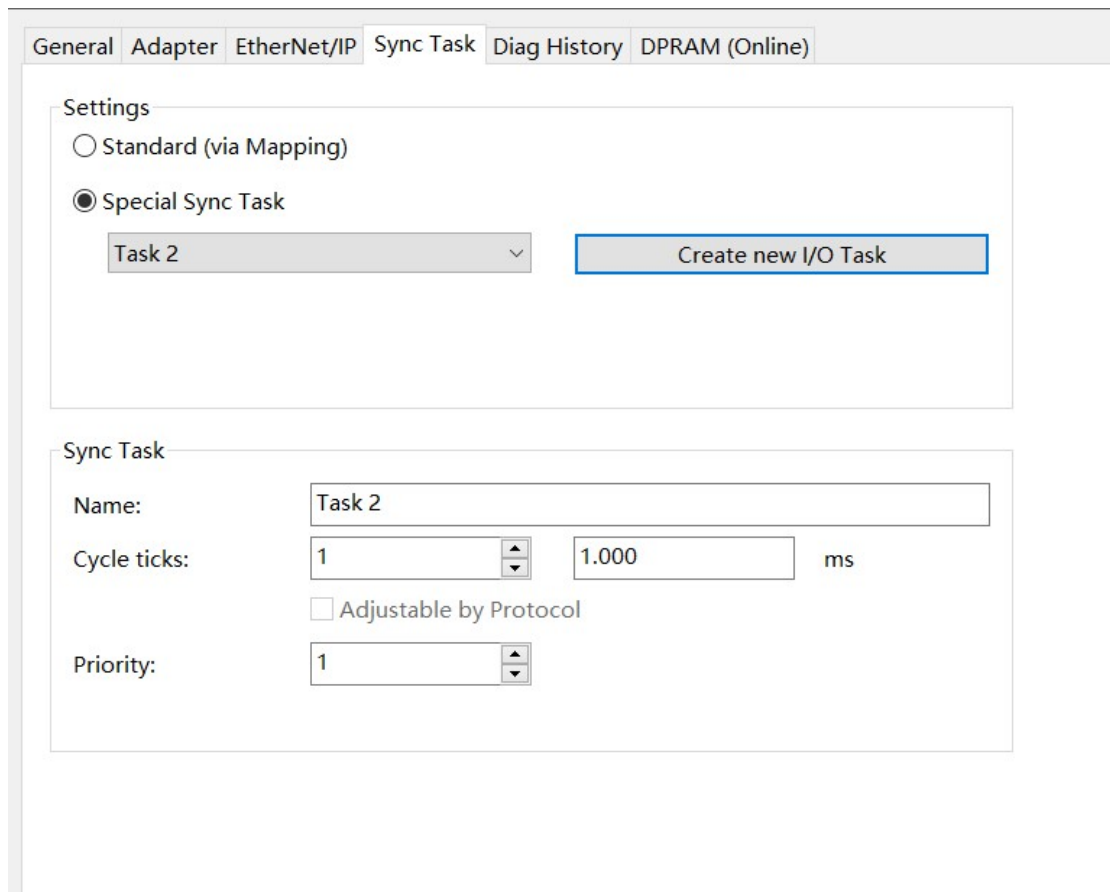 General Adapter EtherNet/IP Sync Task Diag History DPRAM (Online)
Settings
Standard (via Mapping)
Special Sync Task
Task 2 Create new I/O Task
Sync Task
Name: Task 2
Cycle ticks: 1 1.000 ms
Adjustable by Protocol
Priority: 1